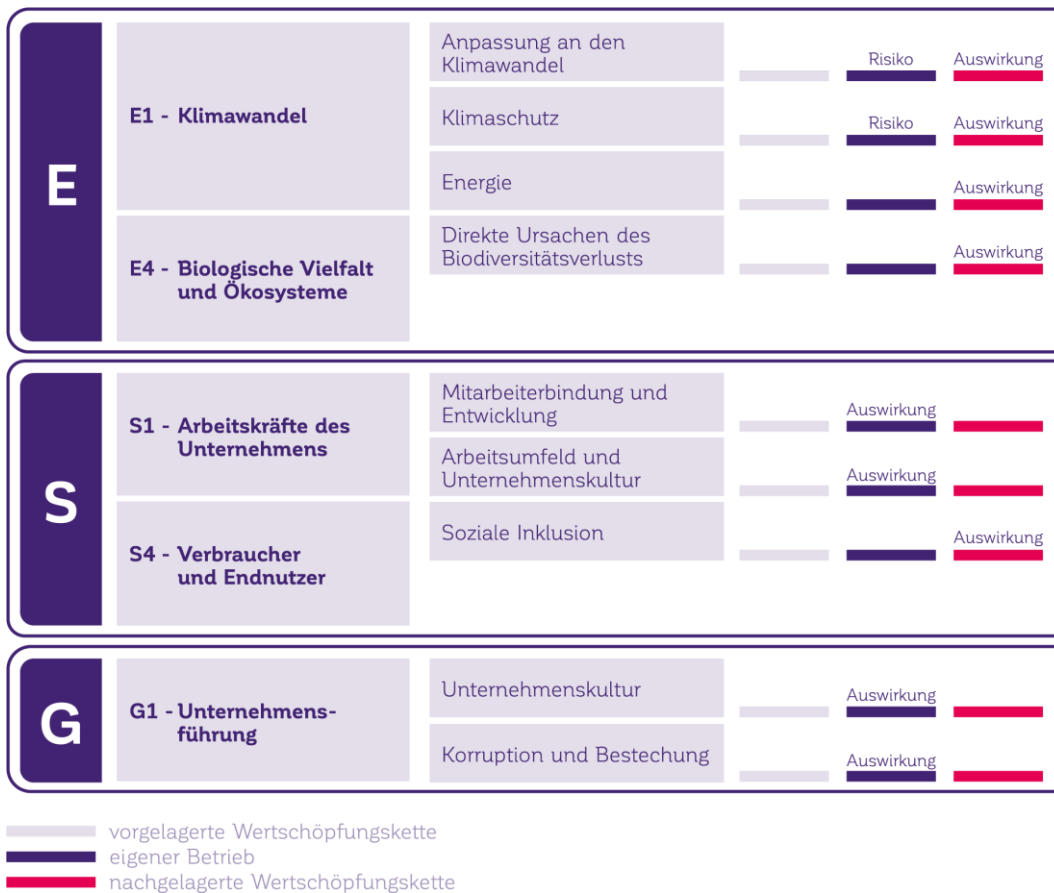 E
E1 - Klimawandel
Anpassung an den
Klimawandel
Risiko
Auswirkung
Klimaschutz
Risiko
Auswirkung
Energie
Auswirkung
E4 - Biologische Vielfalt
und Ökosysteme
Direkte Ursachen des
Biodiversitätsverlusts
Auswirkung
S
S1 - Arbeitskräfte des
Unternehmens
Mitarbeiterbindung und
Entwicklung
Auswirkung
Arbeitsumfeld und
Unternehmenskultur
Auswirkung
S4 - Verbraucher
und Endnutzer
Soziale Inklusion
Auswirkung
G
G1 - Unternehmens-
führung
Unternehmenskultur
Auswirkung
Korruption und Bestechung
Auswirkung
vorgelagerte Wertschöpfungskette
eigener Betrieb
nachgelagerte Wertschöpfungskette